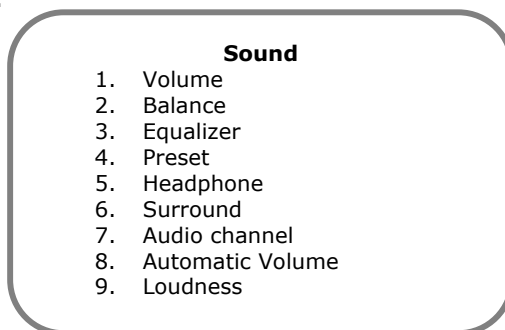 Sound
1. Volume
2. Balance
3. Equalizer
4. Preset
5. Headphone
6. Surround
7. Audio channel
8. Automatic Volume
9. Loudness